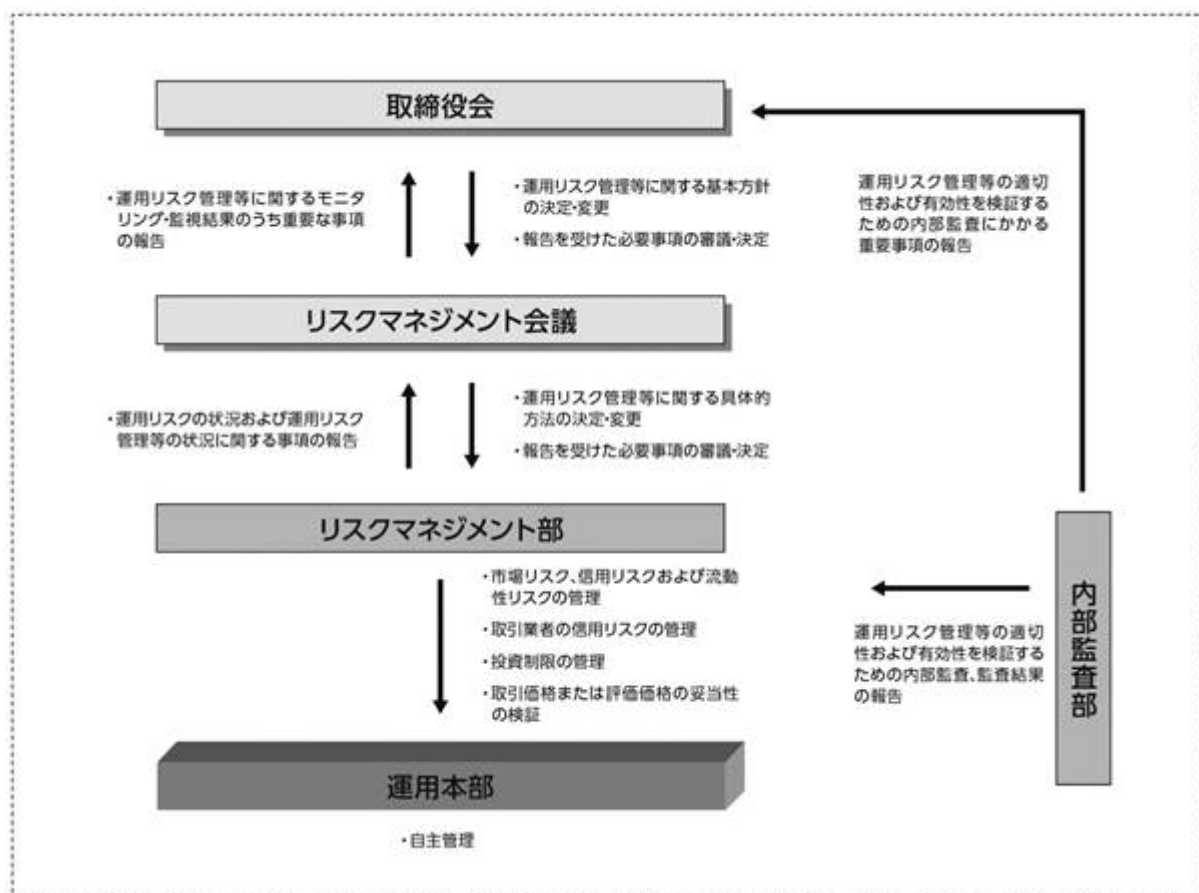 取締役会
・運用リスク管理等に関するモニタ
リング・監視結果のうち重要な事項
の報告
・運用リスク管理等に関する基本方針
の決定・変更
・報告を受けた必要事項の審議・決定
運用リスク管理等の適切
性および有効性を検証する
ための内部監査にかかる
重要事項の報告
リスクマネジメント会議
・運用リスクの状況および運用リスク
管理等の状況に関する事項の報告
・運用リスク管理等に関する具体的
方法の決定・変更
・報告を受けた必要事項の審議・決定
リスクマネジメント部
・市場リスク、信用リスクおよび流動
性リスクの管理
・取引業者の信用リスクの管理
・投資制限の管理
・取引価格または評価価格の妥当性
の検証
運用リスク管理等の適切
性および有効性を検証する
ための内部監査、監査結果
の報告
内部監査部
運用本部
・自主管理